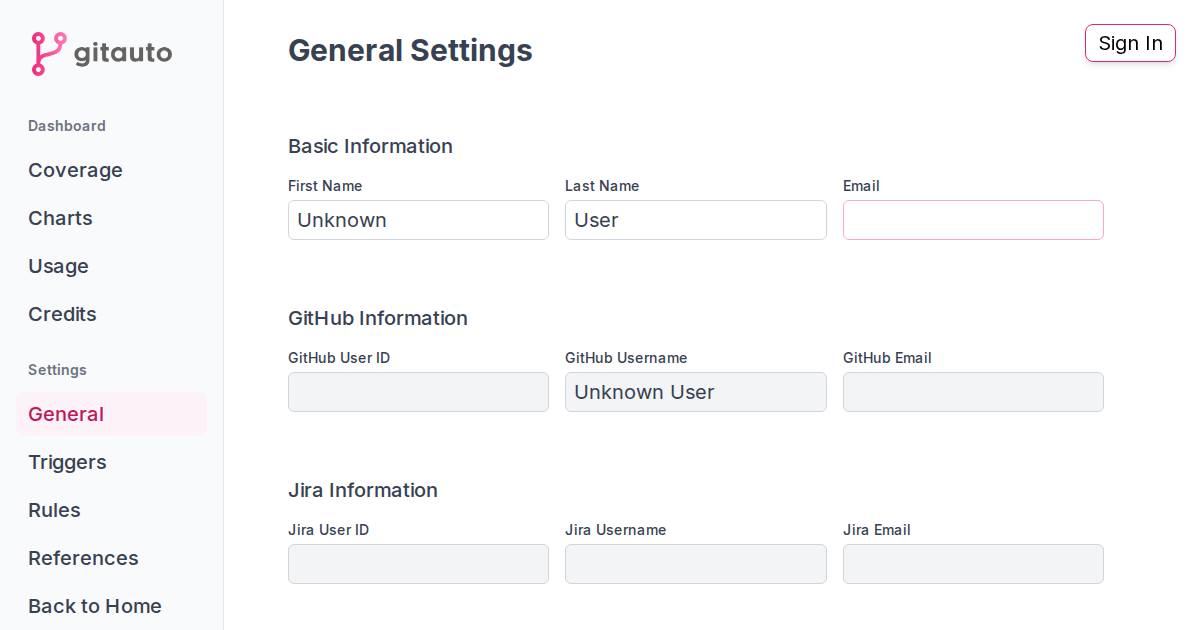 gitauto
Dashboard
Coverage
Charts
Usage
Credits
Settings
General
Triggers
Rules
References
Back to Home
General Settings
Sign In
Basic Information
First Name
Last Name
Email
Unknown
User
GitHub Information
GitHub User ID
GitHub Username
GitHub Email
Unknown User
Jira Information
Jira User ID
Jira Username
Jira Email